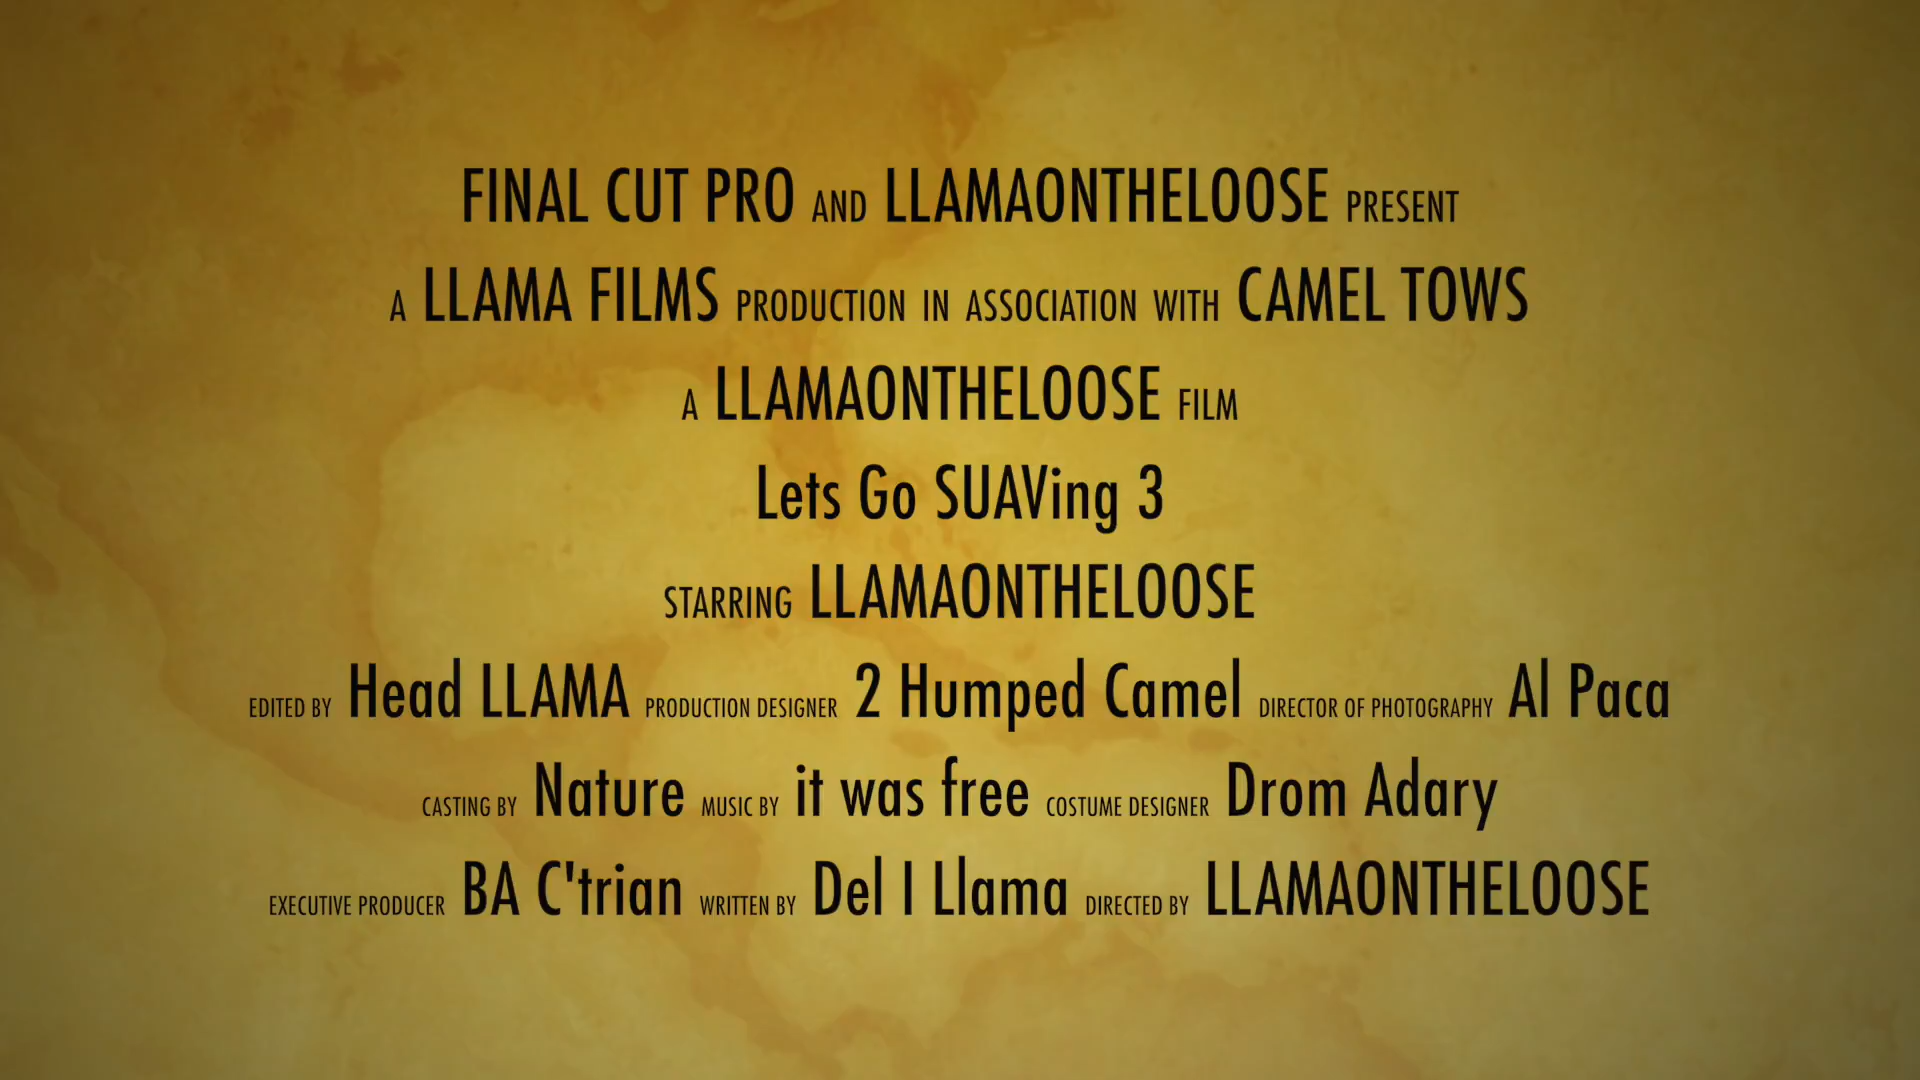 FINAL CUT PRO AND LLAMAONTHELOOSE PRESENT
A LLAMA FILMS PRODUCTION IN ASSOCIATION WITH CAMEL TOWS
A LLAMAONTHELOOSE FILM
Lets Go SUAVing 3
STARRING LLAMAONTHELOOSE
EDITED BY Head LLAMA PRODUCTION DESIGNER 2 Humped Camel DIRECTOR OF PHOTOGRAPHY Al Paca
CASTING BY Nature MUSIC BY it was free COSTUME DESIGNER Drom Adary
EXECUTIVE PRODUCER BA C'trian WRITTEN BY Del I Llama DIRECTED BY LLAMAONTHELOOSE